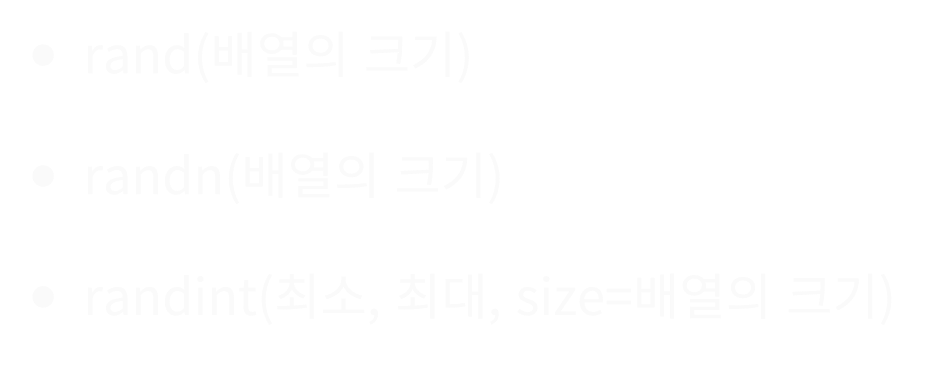 • rand(배열의 크기)
• randn(배열의 크기)
• randint(최소, 최대, size=배열의 크기)